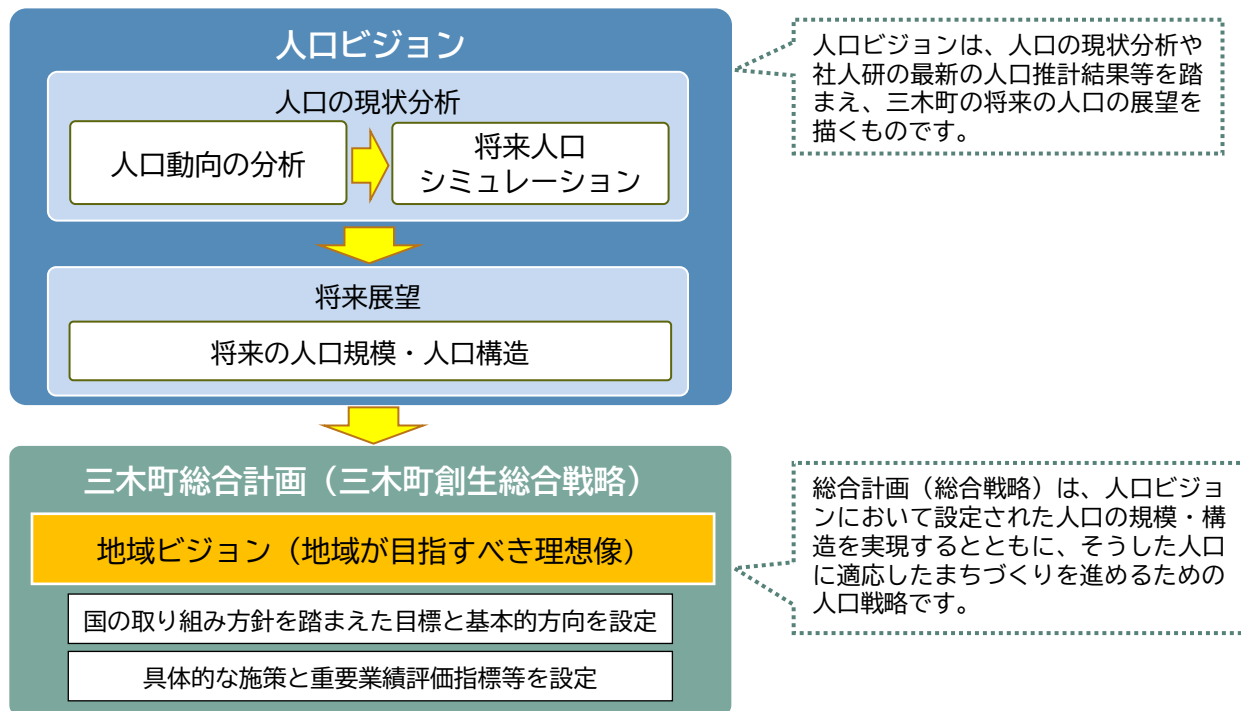 人口ビジョン
人口の現状分析
人口動向の分析
将来人口
シミュレーション
将来展望
将来の人口規模・人口構造
人口ビジョンは、人口の現状分析や
社人研の最新の人口推計結果等を踏
まえ、三木町の将来の人口の展望を
描くものです。
三木町総合計画（三木町創生総合戦略）
地域ビジョン（地域が目指すべき理想像）
国の取り組み方針を踏まえた目標と基本的方向を設定
具体的な施策と重要業績評価指標等を設定
総合計画（総合戦略）は、人口ビジョ
ンにおいて設定された人口の規模・構
造を実現するとともに、そうした人口
に適応したまちづくりを進めるための
人口戦略です。